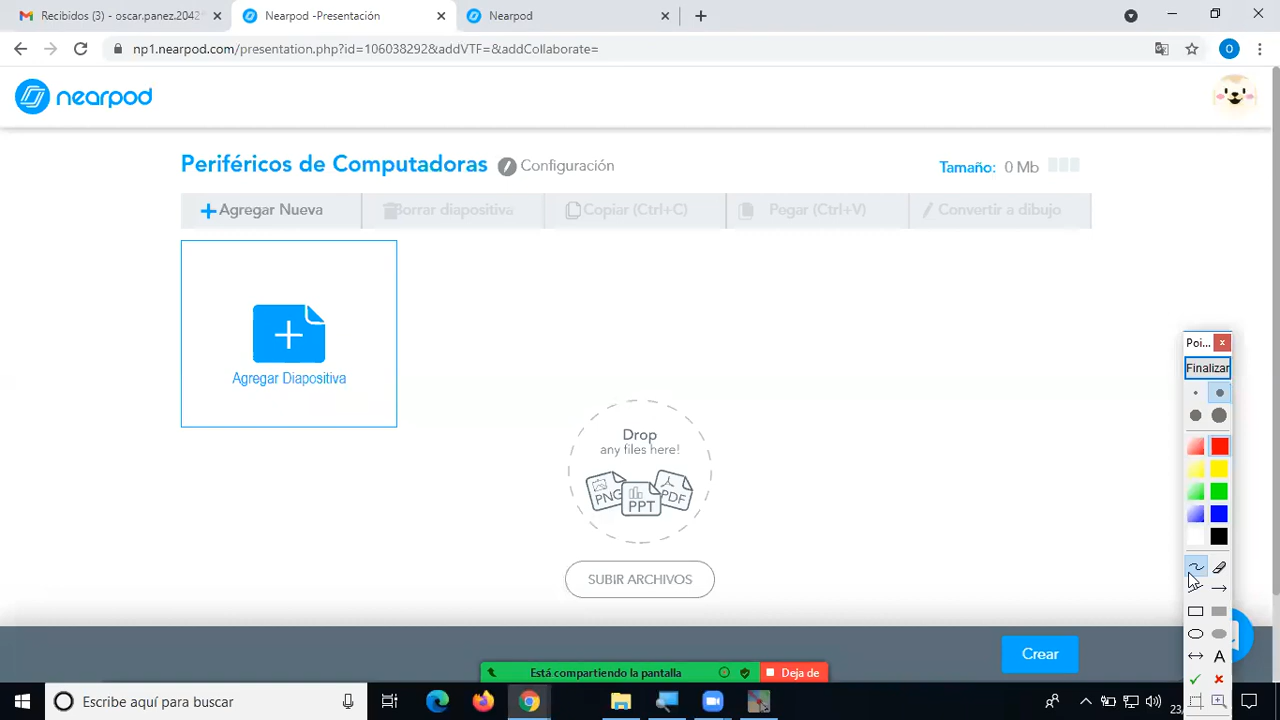 Recibidos (3) - oscar.panez.2042
Nearpod -Presentación
Nearpod
np1.nearpod.com/presentation.php?id=106038292&addVTF=&addCollaborate=
O
nearpod
Periféricos de Computadoras
Configuración
Tamaño: 0 Mb
Agregar Nueva
Borrar diapositiva
Copiar (Ctrl+C)
Pegar (Ctrl+V)
Convertir a dibujo
Agregar Diapositiva
Drop
any files here!
PNG
PPT
PDF
SUBIR ARCHIVOS
Crear
Poi...
Finalizar
A
Está compartiendo la pantalla
Deja de
Escribe aquí para buscar
23